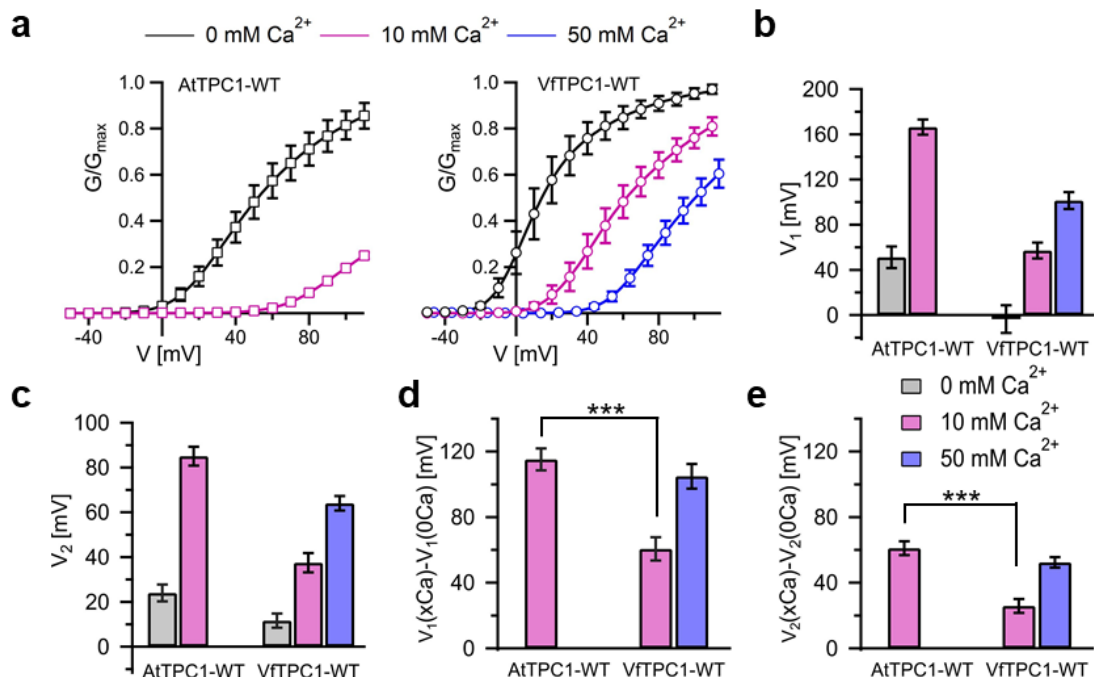 a
0 mM Ca²⁺ 10 mM Ca²⁺ 50 mM Ca²⁺
AtTPC1-WT
G/Gmax
1.0
0.8
0.6
0.4
0.2
-40 40 80
V [mV]
VfTPC1-WT
G/Gmax
1.0
0.8
0.6
0.4
0.2
-40 40 80
V [mV]
b
V₁ [mV]
200
160
120
80
40
0
AtTPC1-WT VfTPC1-WT
0 mM Ca²⁺
10 mM Ca²⁺
50 mM Ca²⁺
c
V₂ [mV]
100
80
60
40
20
0
AtTPC1-WT VfTPC1-WT
d
V₁(xCa)-V₁(0Ca) [mV]
120
80
40
0
***
AtTPC1-WT VfTPC1-WT
e
V₂(xCa)-V₂(0Ca) [mV]
120
80
40
0
***
AtTPC1-WT VfTPC1-WT